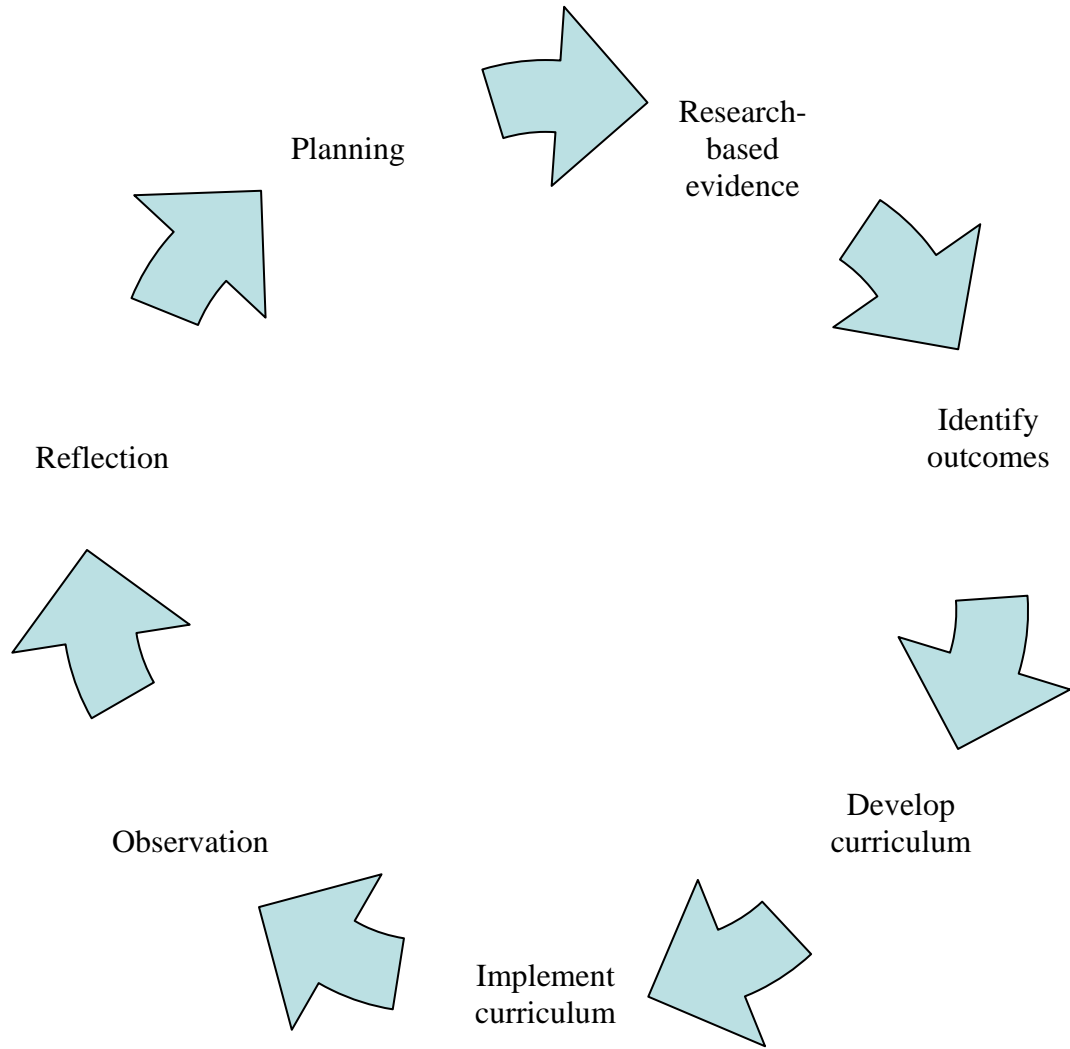 Planning
Research-
based
evidence
Identify
outcomes
Develop
curriculum
Implement
curriculum
Observation
Reflection